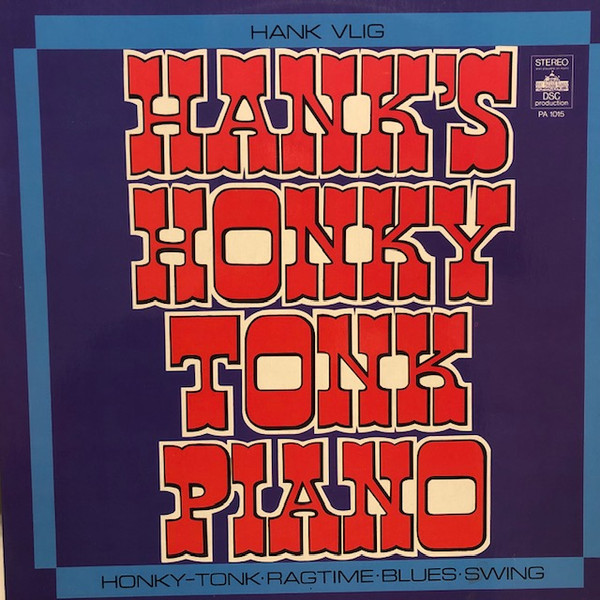 HANK VLIG
HANK'S
HONKY
TONK
PIANO
STEREO
DSC
production
PA 1015
HONKY-TONK·RAGTIME·BLUES·SWING